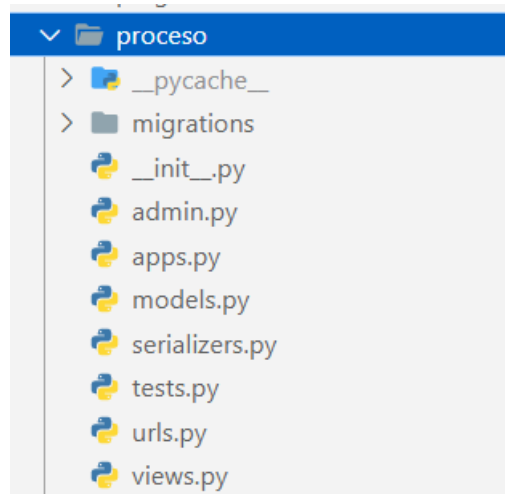 proceso
__pycache__
migrations
__init__.py
admin.py
apps.py
models.py
serializers.py
tests.py
urls.py
views.py